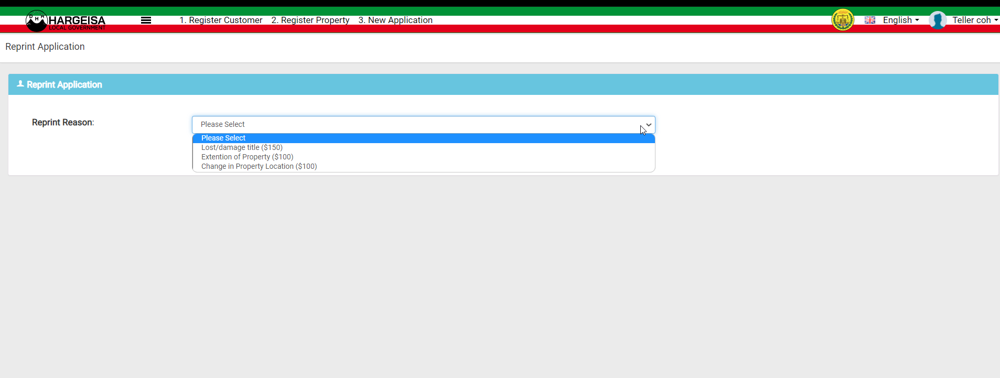 DHH HARGEISA
LOCAL GOVERNMENT
1. Register Customer 2. Register Property 3. New Application
English Teller coh
Reprint Application
Reprint Application
Reprint Reason:
Please Select
Please Select
Lost/damage title ($150)
Extention of Property ($100)
Change in Property Location ($100)